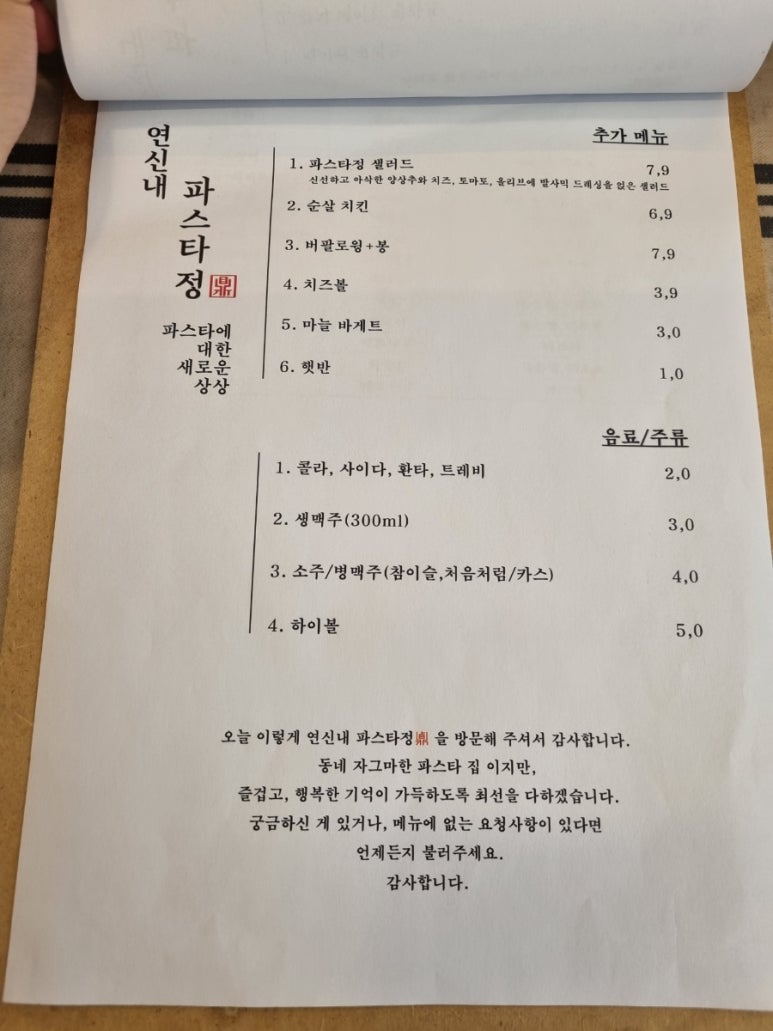 연신내
파스타정 鼎
파스타에
대한
새로운
상상
추가 메뉴
1. 파스타정 샐러드 7,9
신선하고 아삭한 양상추와 치즈, 토마토, 올리브에 발사믹 드레싱을 얹은 샐러드
2. 순살 치킨 6,9
3. 버팔로윙+봉 7,9
4. 치즈볼 3,9
5. 마늘 바게트 3,0
6. 햇반 1,0
음료/주류
1. 콜라, 사이다, 환타, 트레비 2,0
2. 생맥주(300ml) 3,0
3. 소주/병맥주(참이슬,처음처럼/카스) 4,0
4. 하이볼 5,0
오늘 이렇게 연신내 파스타정鼎 을 방문해 주셔서 감사합니다.
동네 자그마한 파스타 집 이지만,
즐겁고, 행복한 기억이 가득하도록 최선을 다하겠습니다.
궁금하신 게 있거나, 메뉴에 없는 요청사항이 있다면
언제든지 불러주세요.
감사합니다.